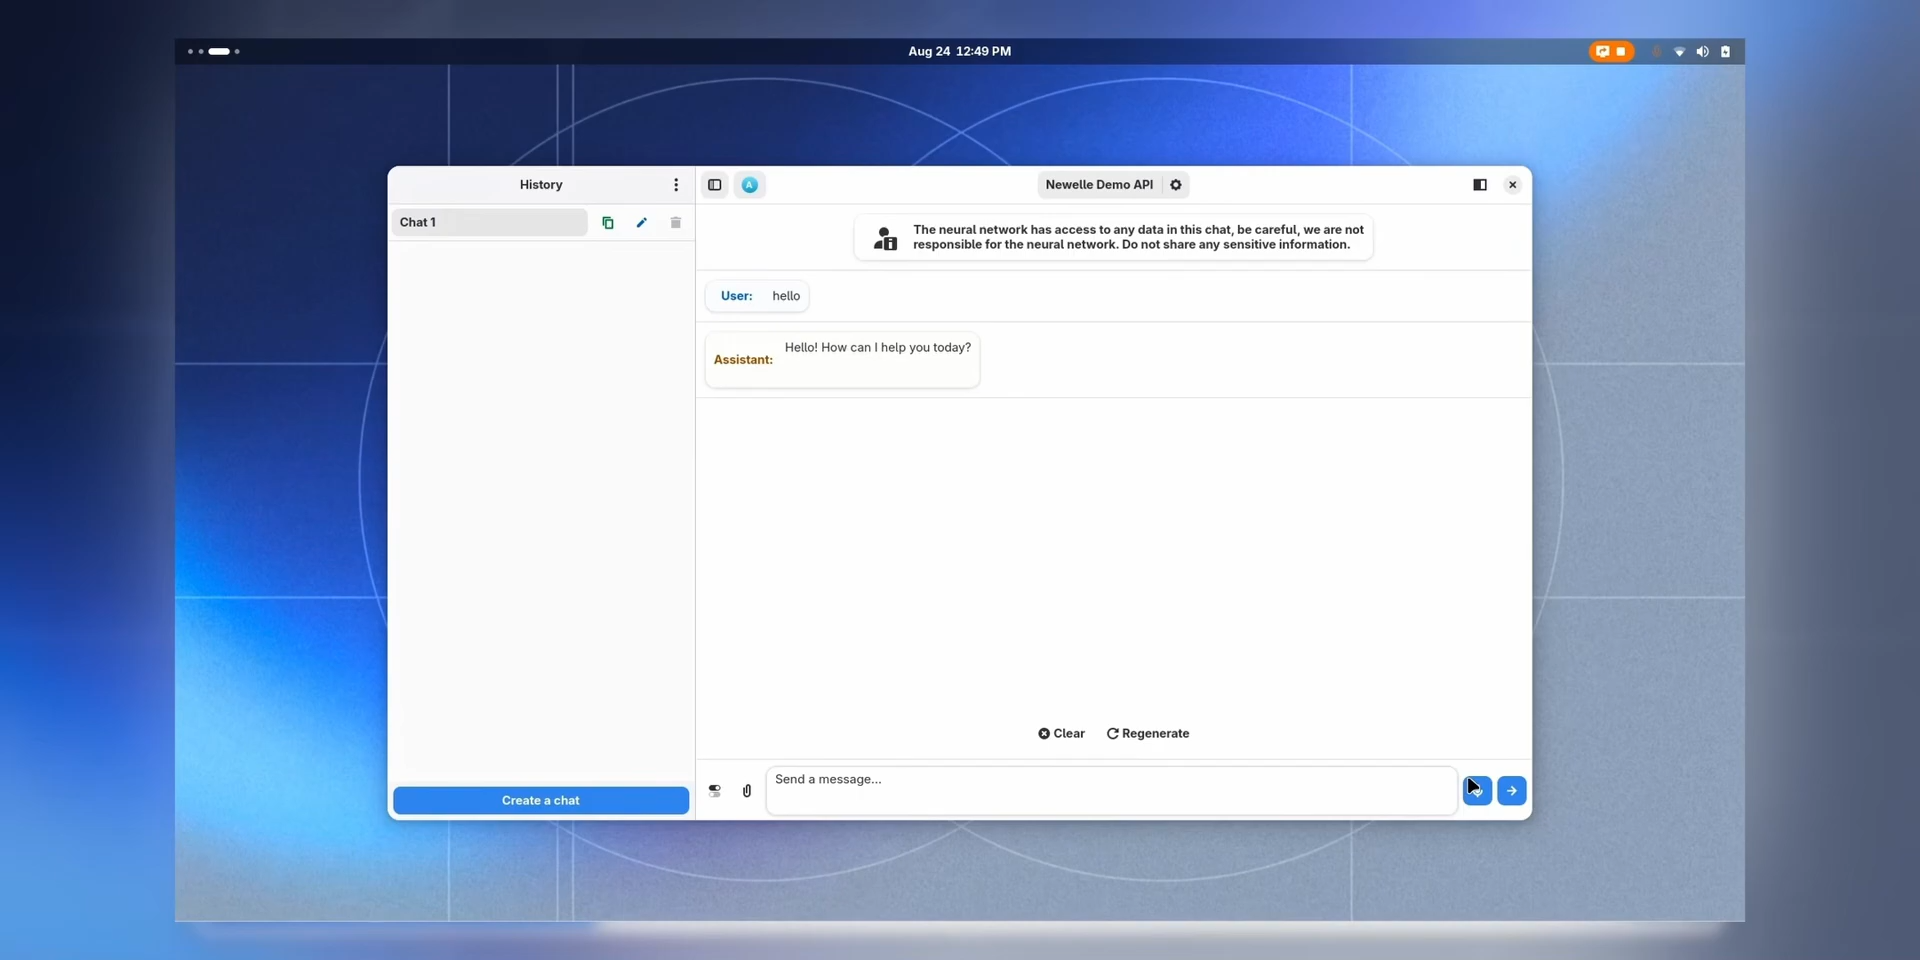 Aug 24 12:49 PM
History
A
Newelle Demo API
Chat 1
The neural network has access to any data in this chat, be careful, we are not
responsible for the neural network. Do not share any sensitive information.
User: hello
Hello! How can I help you today?
Assistant:
Clear Regenerate
Send a message...
Create a chat